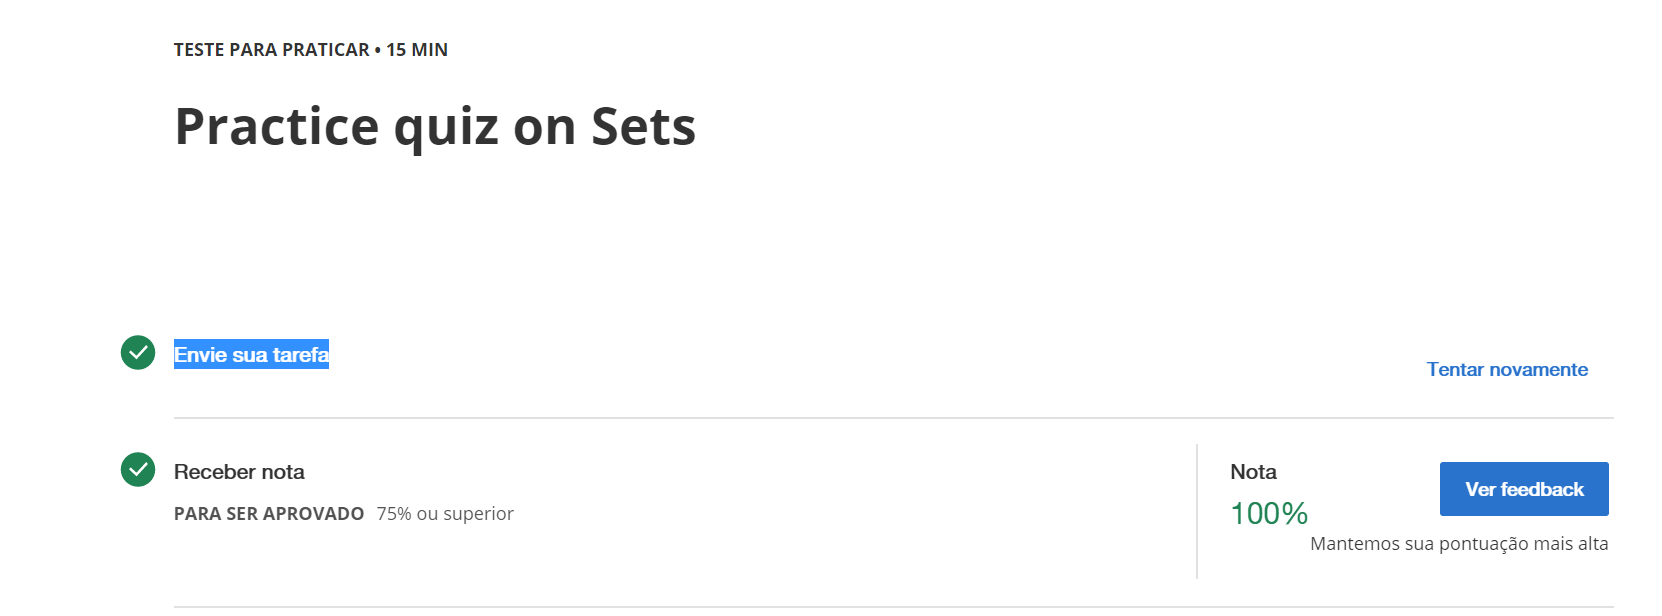 TESTE PARA PRATICAR • 15 MIN
Practice quiz on Sets
Envie sua tarefa
Tentar novamente
Receber nota
PARA SER APROVADO 75% ou superior
Nota
100%
Ver feedback
Mantemos sua pontuação mais alta